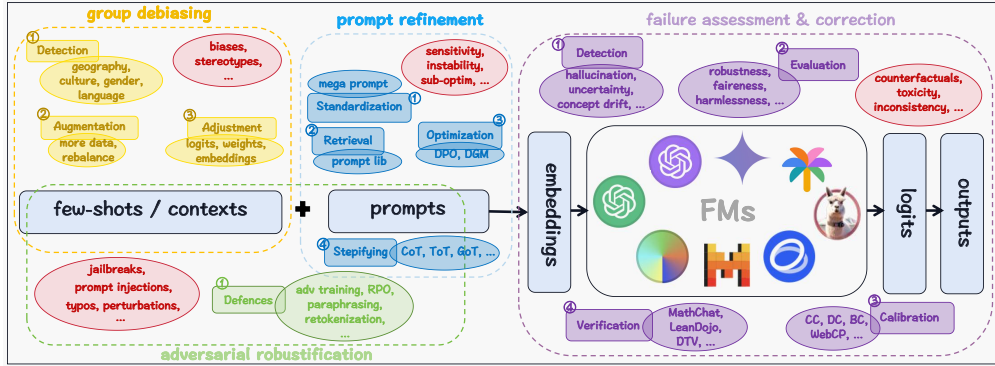 group debiasing
prompt refinement
failure assessment & correction
①
Detection
geography,
culture, gender,
language
biases,
stereotypes,
...
②
Augmentation
more data,
rebalance
③
Adjustment
logits, weights,
embeddings
mega prompt
Standardization
①
sensitivity,
instability,
sub-optim, ...
②
Retrieval
prompt lib
③
Optimization
DPO, DGM
①
Detection
hallucination,
uncertainty,
concept drift, ...
②
Evaluation
robustness,
faireness,
harmlessness, ...
counterfactuals,
toxicity,
inconsistency, ...
few-shots / contexts
+
prompts
embeddings
FMs
logits
outputs
④
Stepifying
CoT, ToT, GoT, ...
jailbreaks,
prompt injections,
typos, perturbations,
...
①
Defences
adv training, RPO,
paraphrasing,
retokenization,
...
④
Verification
MathChat,
LeanDojo,
DTV, ...
CC, DC, BC,
WebCP, ...
③
Calibration
adversarial robustification